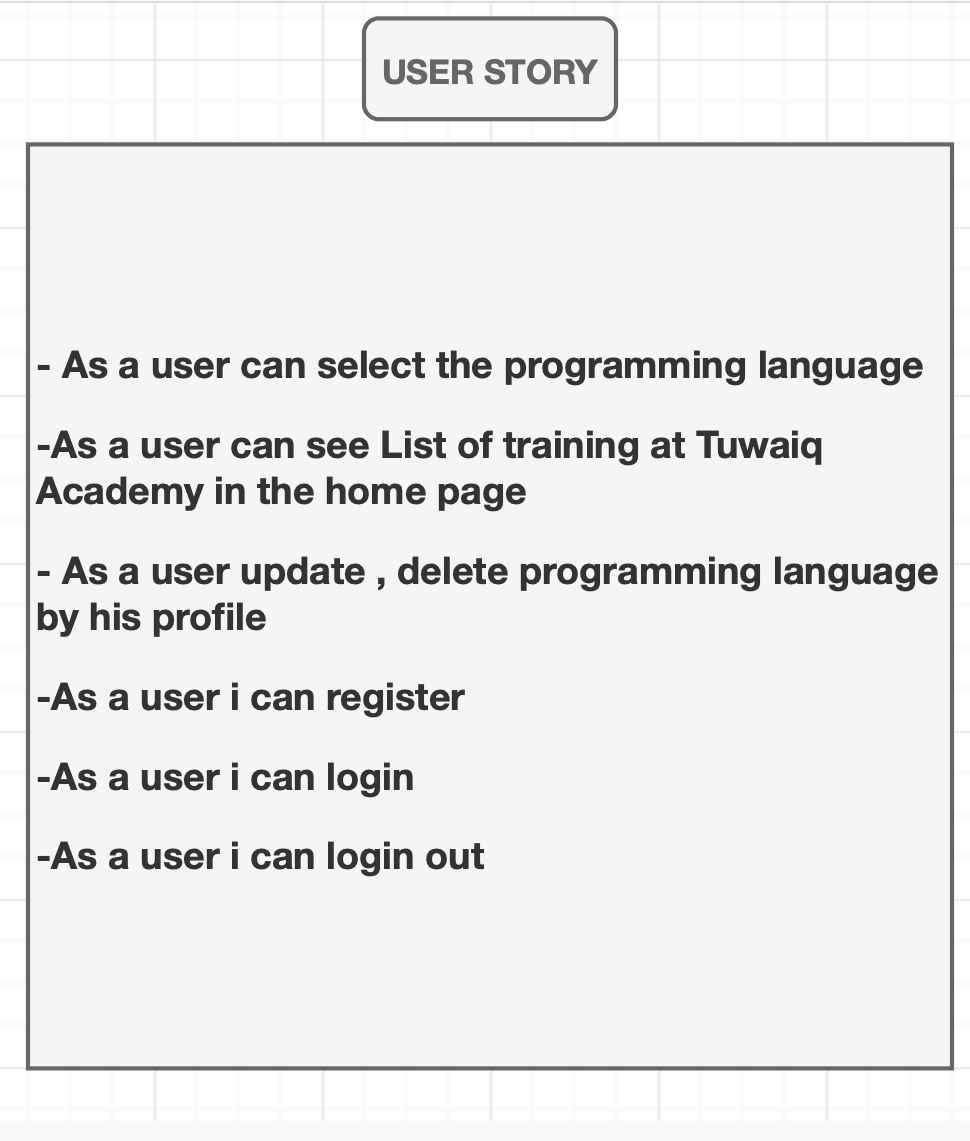 USER STORY
- As a user can select the programming language
-As a user can see List of training at Tuwaiq
Academy in the home page
- As a user update , delete programming language
by his profile
-As a user i can register
-As a user i can login
-As a user i can login out